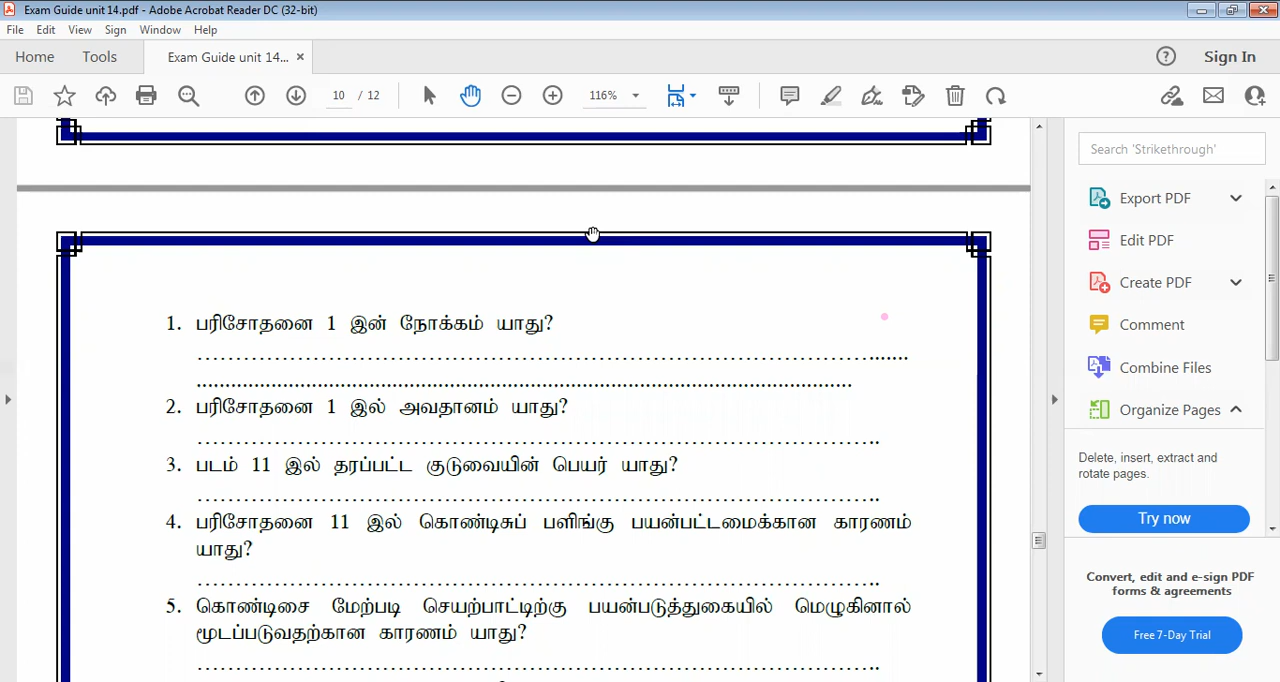 Exam Guide unit 14.pdf - Adobe Acrobat Reader DC (32-bit)
File Edit View Sign Window Help
Home Tools Exam Guide unit 14... × Sign In
10 / 12 116%
Search 'Strikethrough'
Export PDF
Edit PDF
Create PDF
Comment
Combine Files
Organize Pages
Delete, insert, extract and
rotate pages.
Try now
Convert, edit and e-sign PDF
forms & agreements
Free 7-Day Trial
1. பரிசோதனை 1 இன் நோக்கம் யாது?
2. பரிசோதனை 1 இல் அவதானம் யாது?
3. படம் 11 இல் தரப்பட்ட குடுவையின் பெயர் யாது?
4. பரிசோதனை 11 இல் கொண்டிசுப் பளிங்கு பயன்பட்டமைக்கான காரணம்
யாது?
5. கொண்டிசை மேற்படி செயற்பாட்டிற்கு பயன்படுத்துகையில் மெழுகினால்
மூடப்படுவதற்கான காரணம் யாது?